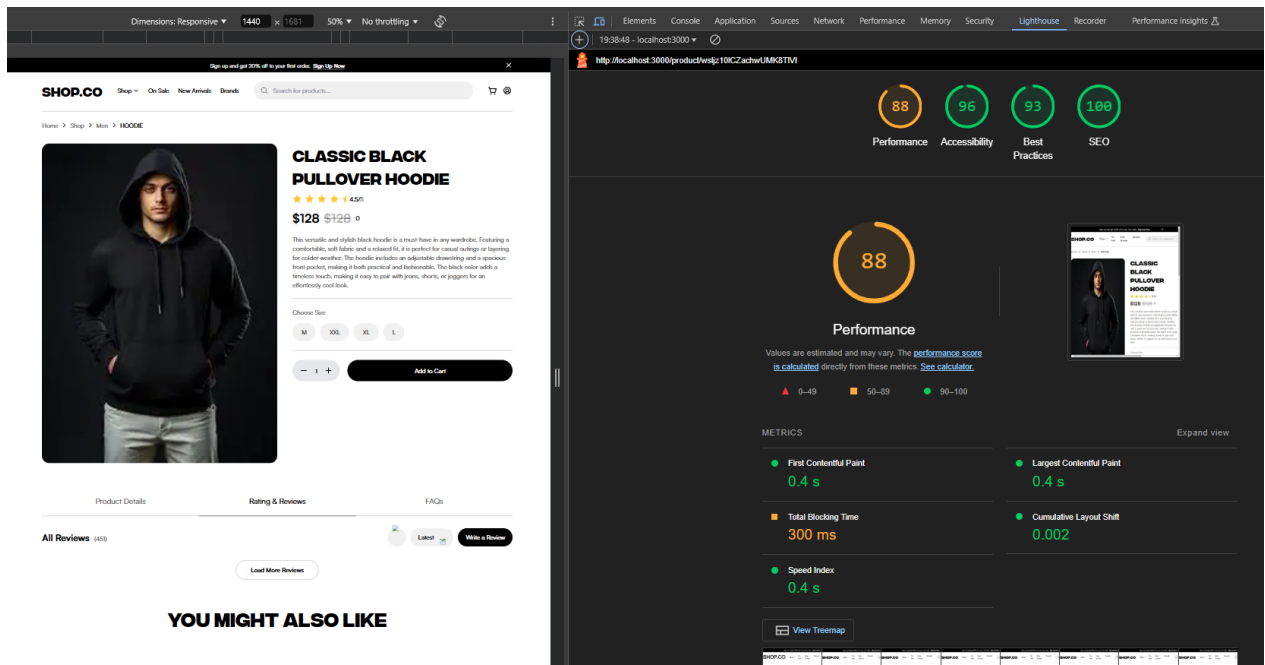 Dimensions: Responsive ▼ 1440 × 1681 50% ▼ No throttling ▼
Elements Console Application Sources Network Performance Memory Security Lighthouse Recorder Performance insights
19:38:48 - localhost:3000 ▼
http://localhost:3000/product/wsljz10ICZachwUMK8TIVI
Sign up and get 20% off to your first order. Sign Up Now
SHOP.CO Shop On Sale New Arrivals Brands Search for products...
Home > Shop > Men > HOODIE
CLASSIC BLACK
PULLOVER HOODIE
4.5/5
$128 $128 0
This versatile and stylish black hoodie is a must-have in any wardrobe. Featuring a
comfortable, soft fabric and a relaxed fit, it is perfect for casual outings or layering
for colder weather. The hoodie includes an adjustable drawstring and a spacious
front pocket, making it both practical and fashionable. The black color adds a
timeless touch, making it easy to pair with jeans, shorts, or joggers for an
effortlessly cool look.
Choose Size
M XXL XL L
− 1 + Add to Cart
Product Details Rating & Reviews FAQs
All Reviews (451) Latest Write a Review
Load More Reviews
YOU MIGHT ALSO LIKE
88 96 93 100
Performance Accessibility Best
Practices SEO
88
Performance
Values are estimated and may vary. The performance score
is calculated directly from these metrics. See calculator.
0–49 50–89 90–100
METRICS Expand view
First Contentful Paint
0.4 s
Largest Contentful Paint
0.4 s
Total Blocking Time
300 ms
Cumulative Layout Shift
0.002
Speed Index
0.4 s
View Treemap